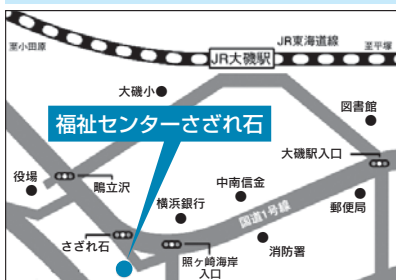 至小田原
JR大磯駅
JR東海道線
至平塚
大磯小
図書館
福祉センターさざれ石
大磯駅入口
役場
鴫立沢
中南信金
横浜銀行
国道1号線
郵便局
さざれ石
照ヶ崎海岸
入口
消防署